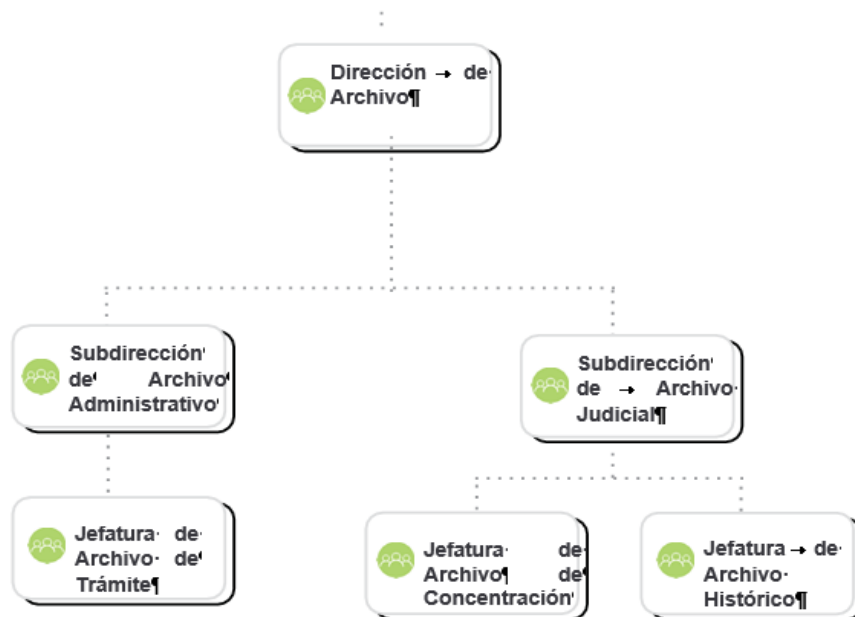 Dirección → de·
Archivo¶
Subdirección
de Archivo
Administrativo
Subdirección
de → Archivo·
Judicial¶
Jefatura· de·
Archivo· de
Trámite¶
Jefatura· de·
Archivo¶ de
Concentración
Jefatura → de·
Archivo·
Histórico¶